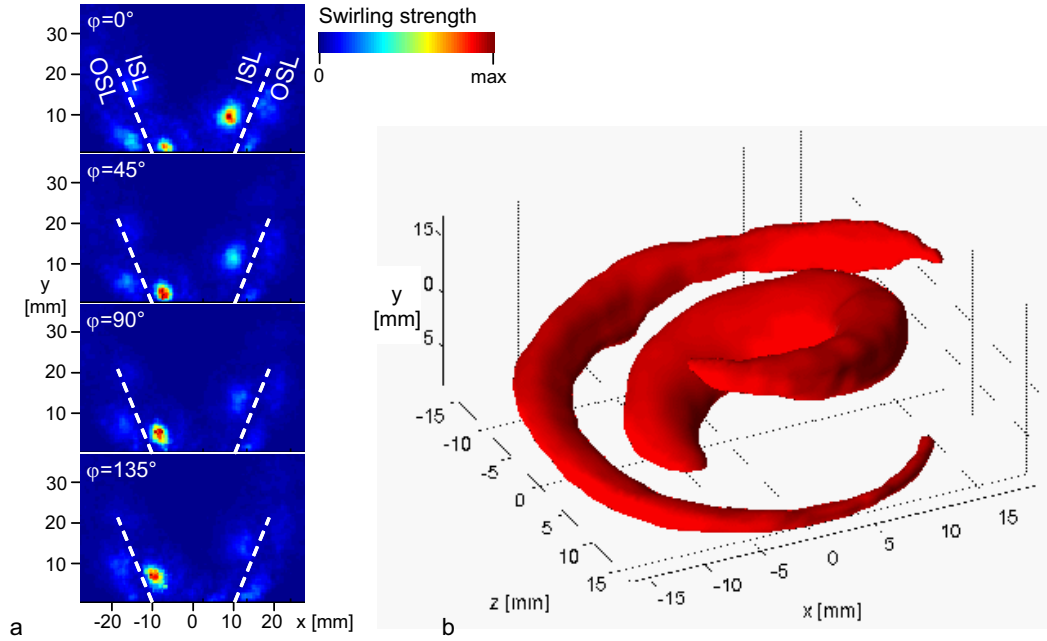 Swirling strength
0 max
φ=0°
OSL ISL ISL OSL
30
20
10
φ=45°
30
20
10
y
[mm]
φ=90°
30
20
10
φ=135°
30
20
10
-20 -10 0 10 20 x [mm]
a
15
0
5
y
[mm]
-15
-10
-5
0
5
10
15
z [mm]
-15
-10
-5
0
5
10
15
x [mm]
b